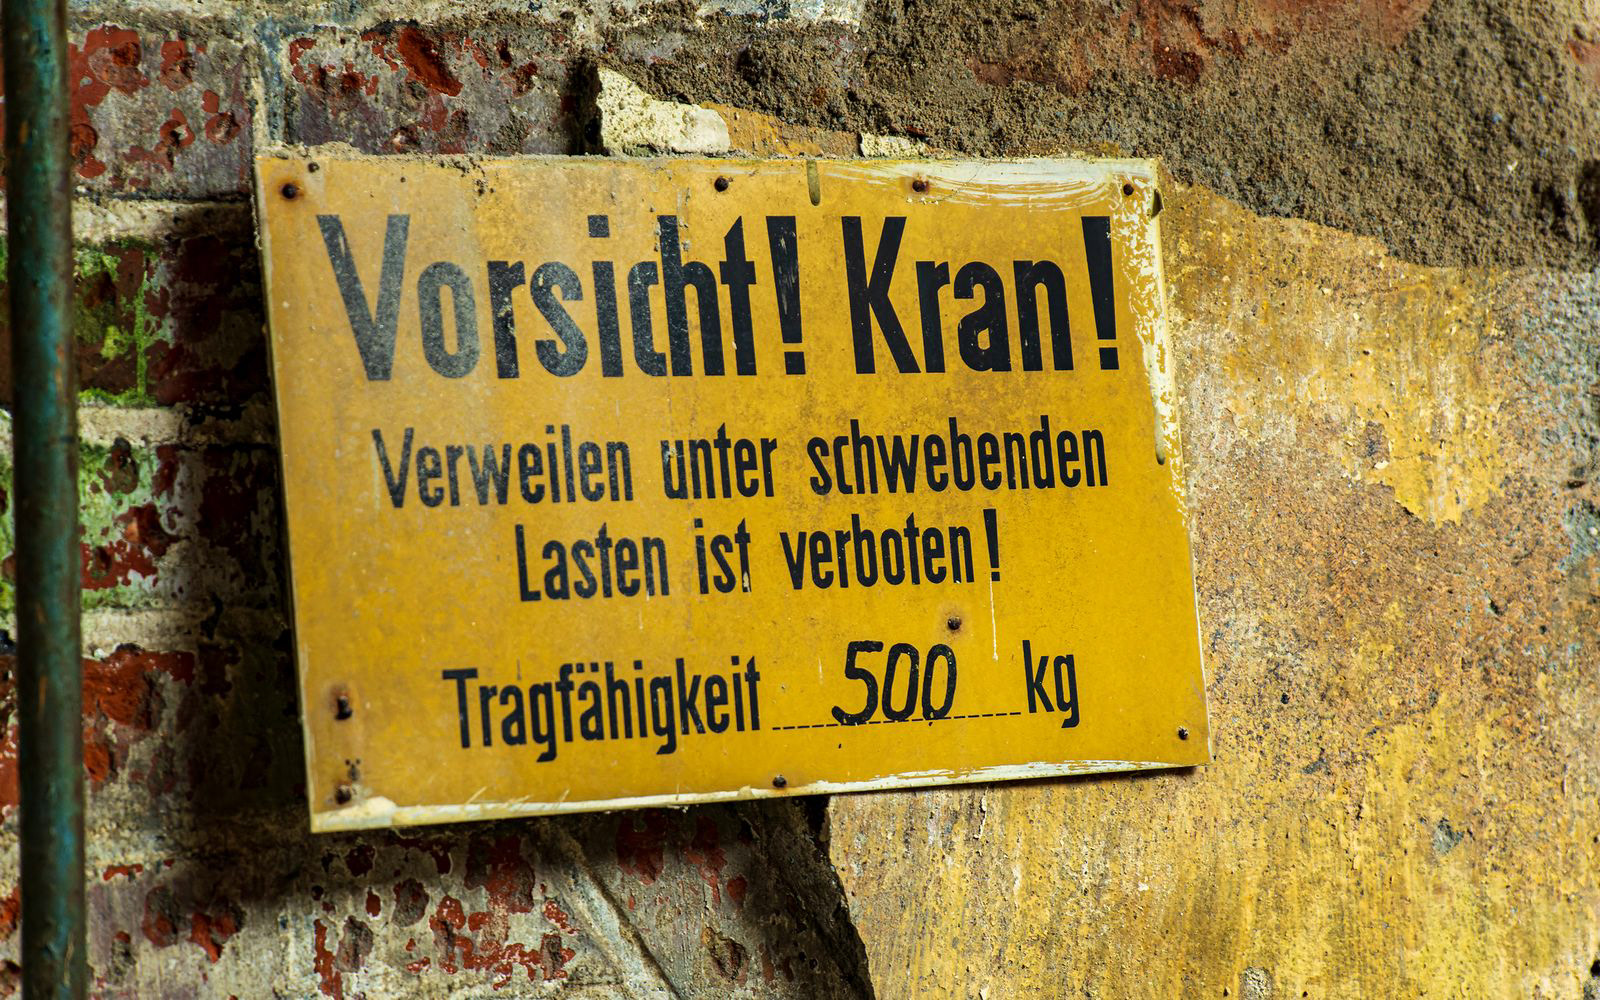 Vorsicht! Kran!
Verweilen unter schwebenden
Lasten ist verboten!
Tragfähigkeit 500 kg